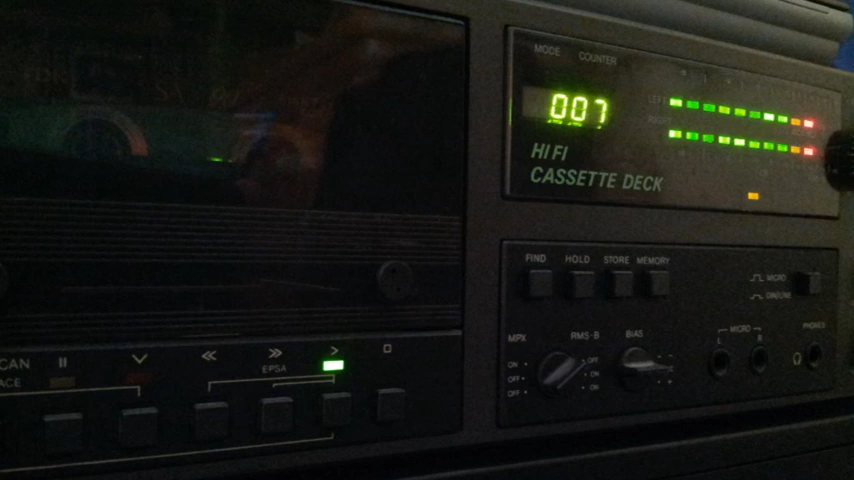 MODE COUNTER
LEFT
007
RIGHT
HI FI
CASSETTE DECK
FIND HOLD STORE MEMORY
MICRO
DIN/LINE
MPX RMS-B BIAS
MICRO
PHONES
L R
ON OFF
OFF ON
OFF ON
CAN
ACE
EPSA